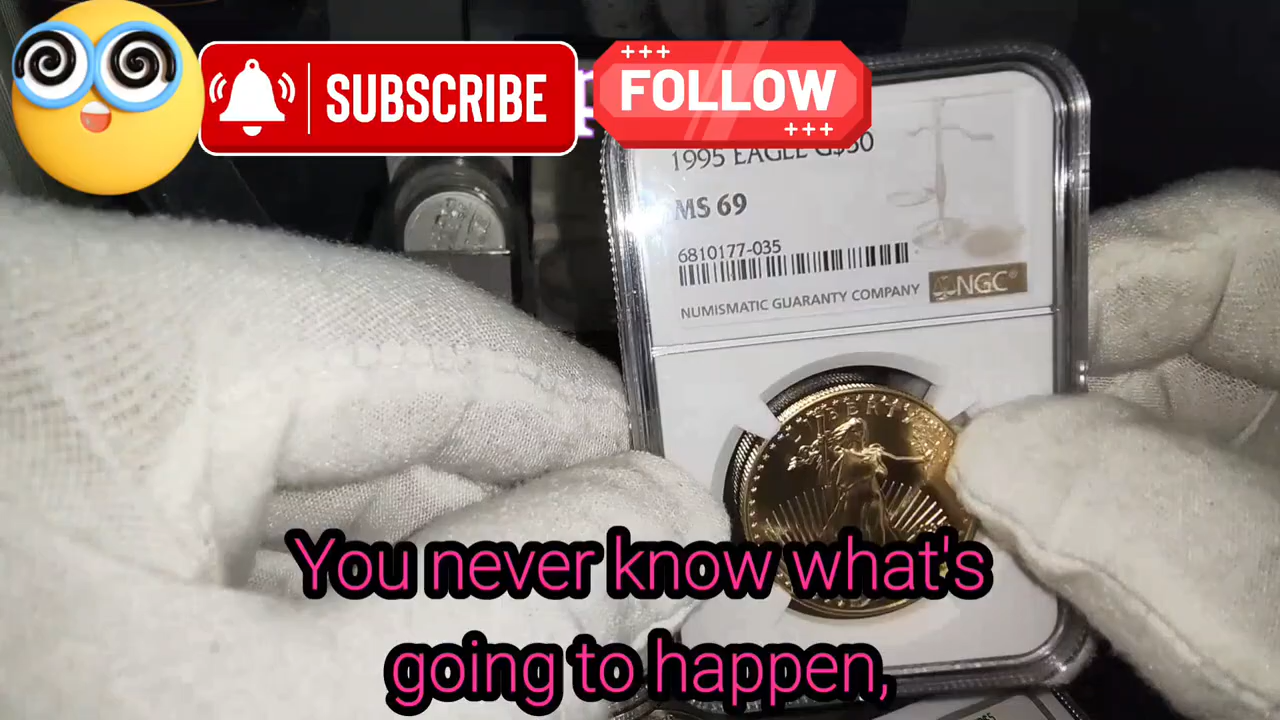 SUBSCRIBE
FOLLOW
1995 EAGLE G$50
MS 69
6810177-035
NUMISMATIC GUARANTY COMPANY
NGC®
LIBERTY
You never know what's
going to happen,